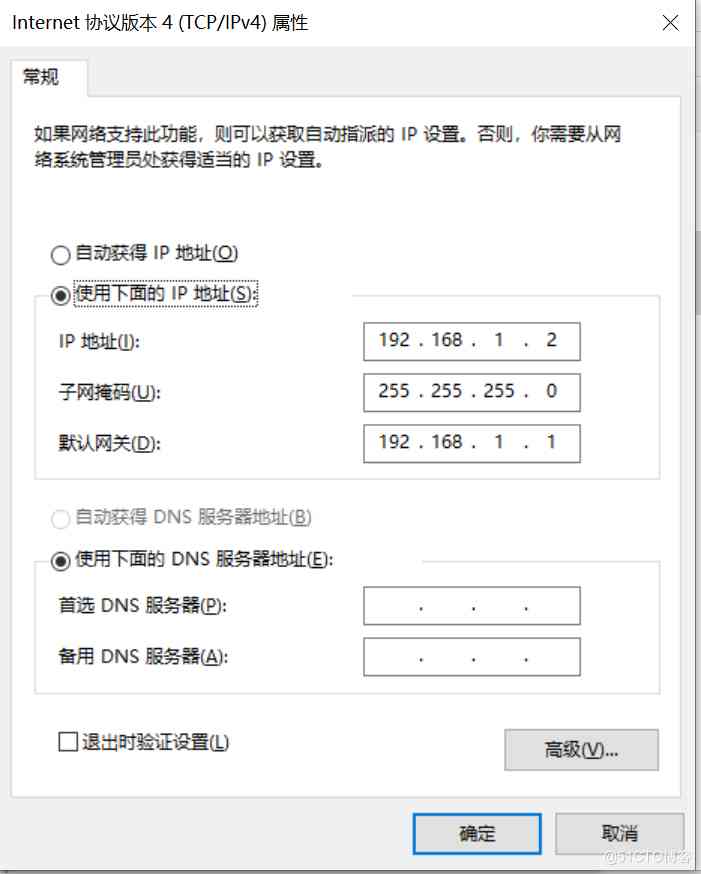 Internet 协议版本 4 (TCP/IPv4) 属性
常规
如果网络支持此功能，则可以获取自动指派的 IP 设置。否则，你需要从网
络系统管理员处获得适当的 IP 设置。
自动获得 IP 地址(O)
使用下面的 IP 地址(S):
IP 地址(I):
192 . 168 . 1 . 2
子网掩码(U):
255 . 255 . 255 . 0
默认网关(D):
192 . 168 . 1 . 1
自动获得 DNS 服务器地址(B)
使用下面的 DNS 服务器地址(E):
首选 DNS 服务器(P):
. . .
备用 DNS 服务器(A):
. . .
退出时验证设置(L)
高级(V)...
确定
取消
@51CTO博客